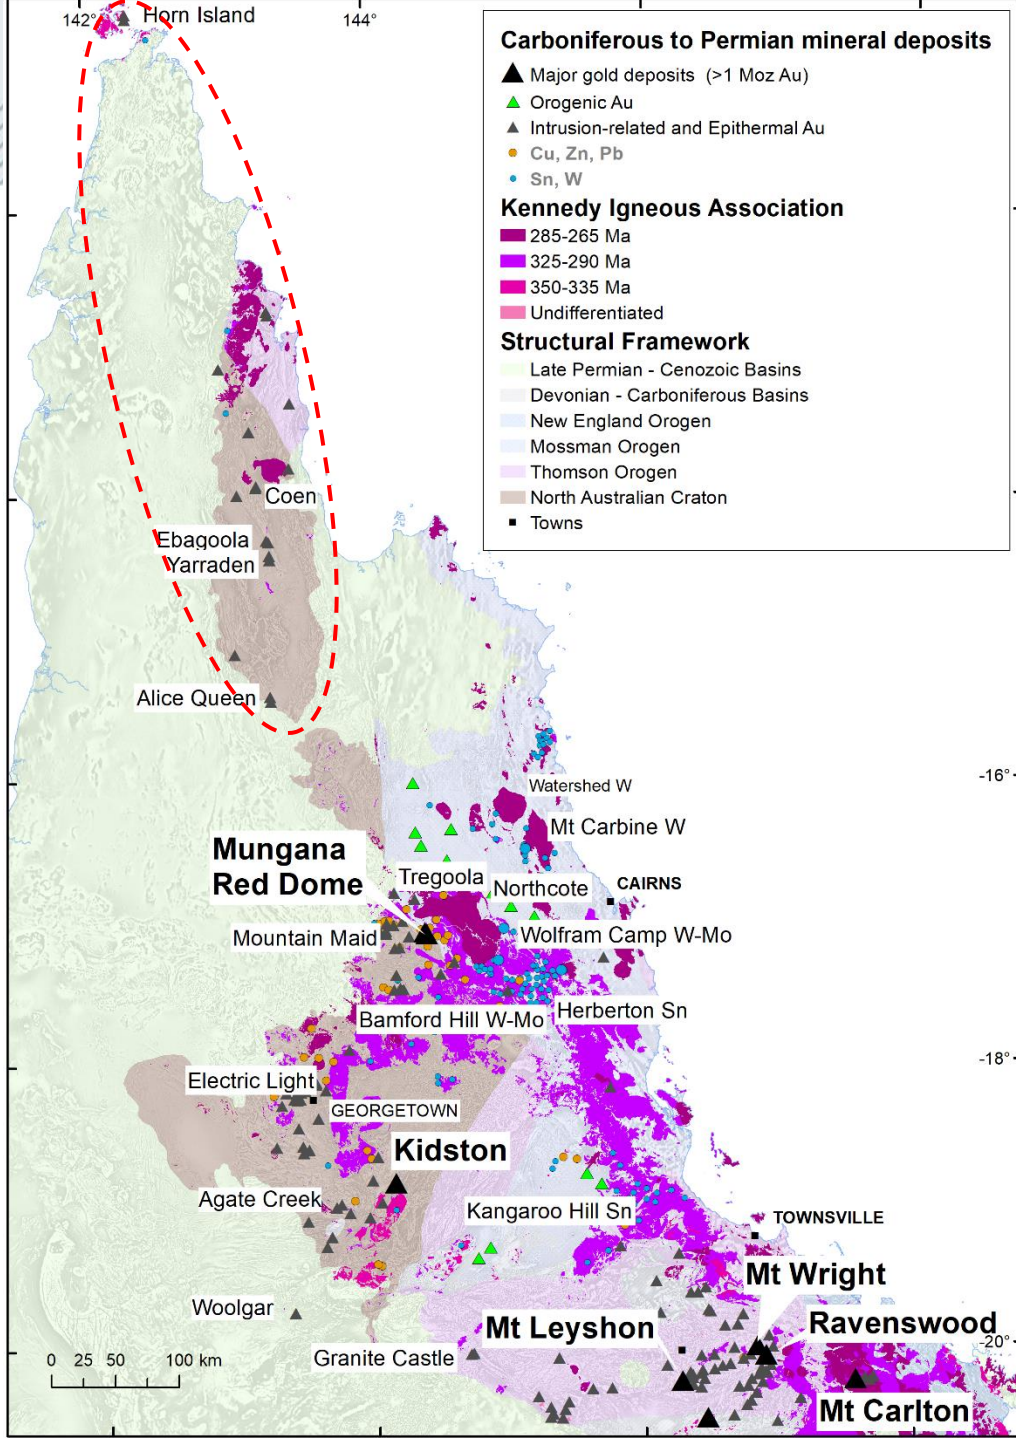 142°
Horn Island
144°
Carboniferous to Permian mineral deposits
Major gold deposits (>1 Moz Au)
Orogenic Au
Intrusion-related and Epithermal Au
Cu, Zn, Pb
Sn, W
Kennedy Igneous Association
285-265 Ma
325-290 Ma
350-335 Ma
Undifferentiated
Structural Framework
Late Permian - Cenozoic Basins
Devonian - Carboniferous Basins
New England Orogen
Mossman Orogen
Thomson Orogen
North Australian Craton
Towns
Coen
Ebagoola
Yarraden
Alice Queen
-16°
Watershed W
Mt Carbine W
Mungana
Red Dome
Tregoola
Northcote
CAIRNS
Mountain Maid
Wolfram Camp W-Mo
Bamford Hill W-Mo
Herberton Sn
-18°
Electric Light
GEORGETOWN
Kidston
Agate Creek
Kangaroo Hill Sn
TOWNSVILLE
Mt Wright
Woolgar
Mt Leyshon
Ravenswood
-20°
Granite Castle
0 25 50 100 km
Mt Carlton